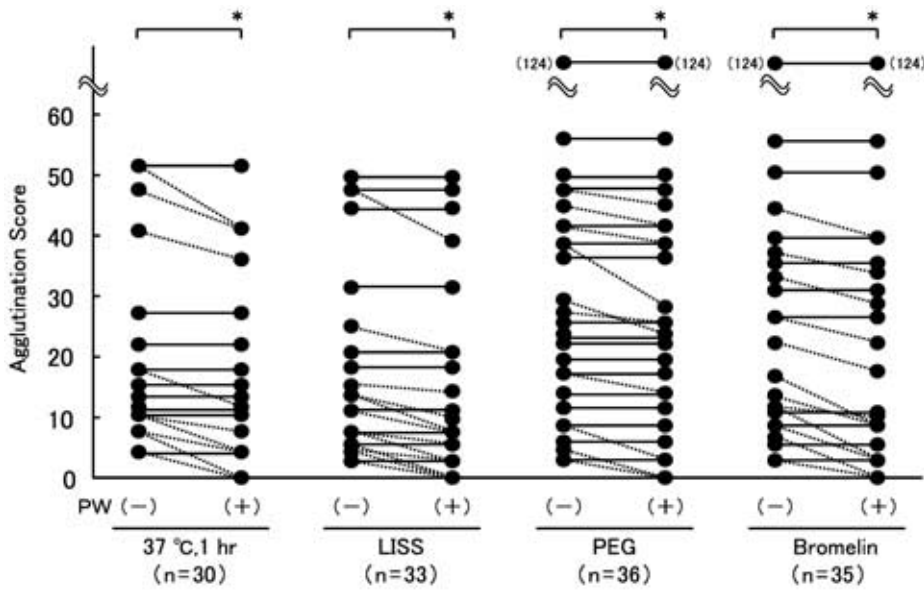 * * * *
(124) (124) (124) (124)
60
50
40
30
20
10
0
Agglutination Score
PW (−) (+) (−) (+) (−) (+) (−) (+)
37 ℃,1 hr LISS PEG Bromelin
(n=30) (n=33) (n=36) (n=35)